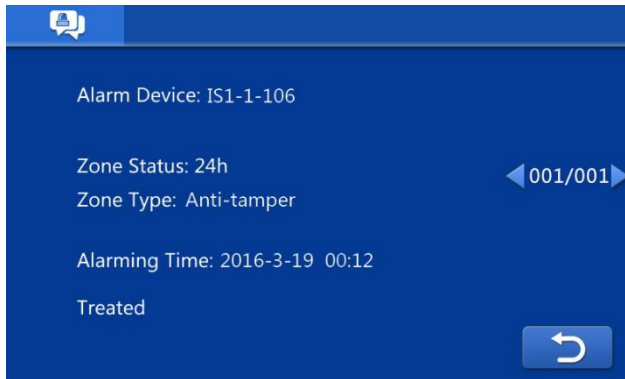 Alarm Device: IS1-1-106
Zone Status: 24h
001/001
Zone Type: Anti-tamper
Alarming Time: 2016-3-19 00:12
Treated